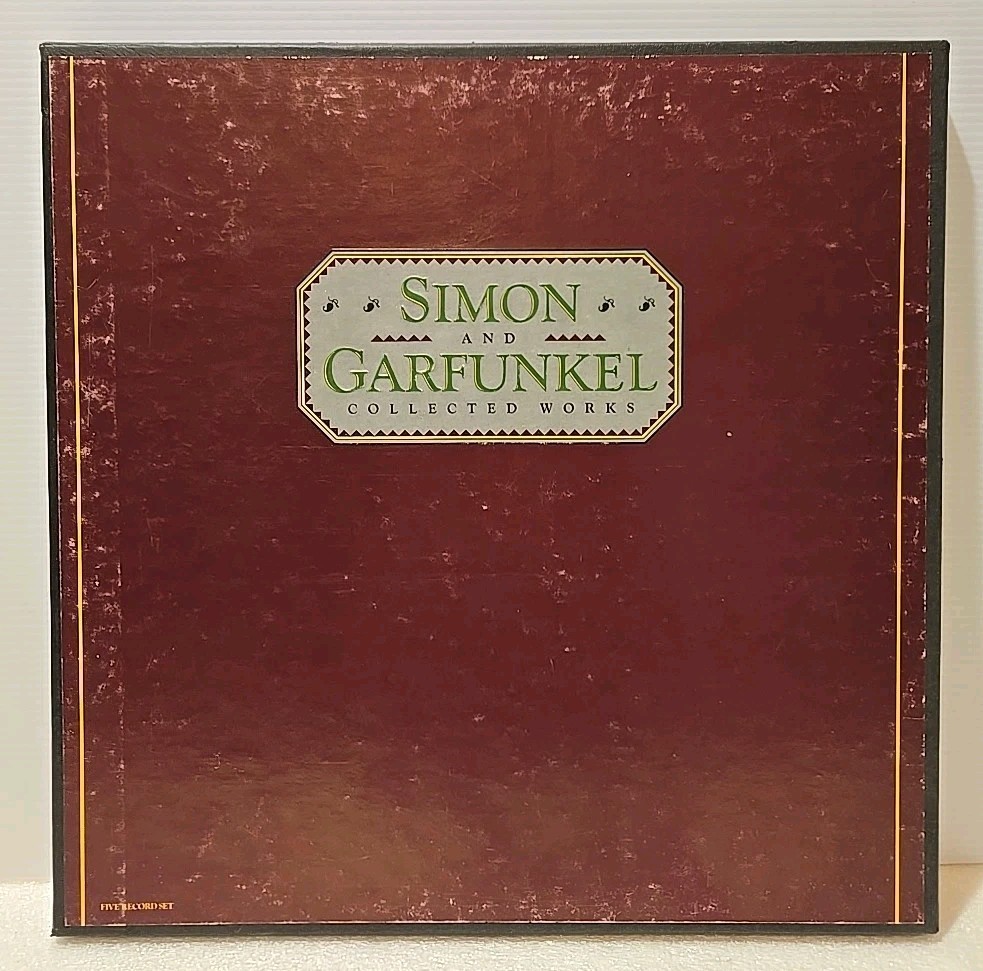 SIMON
AND
GARFUNKEL
COLLECTED WORKS
FIVE RECORD SET